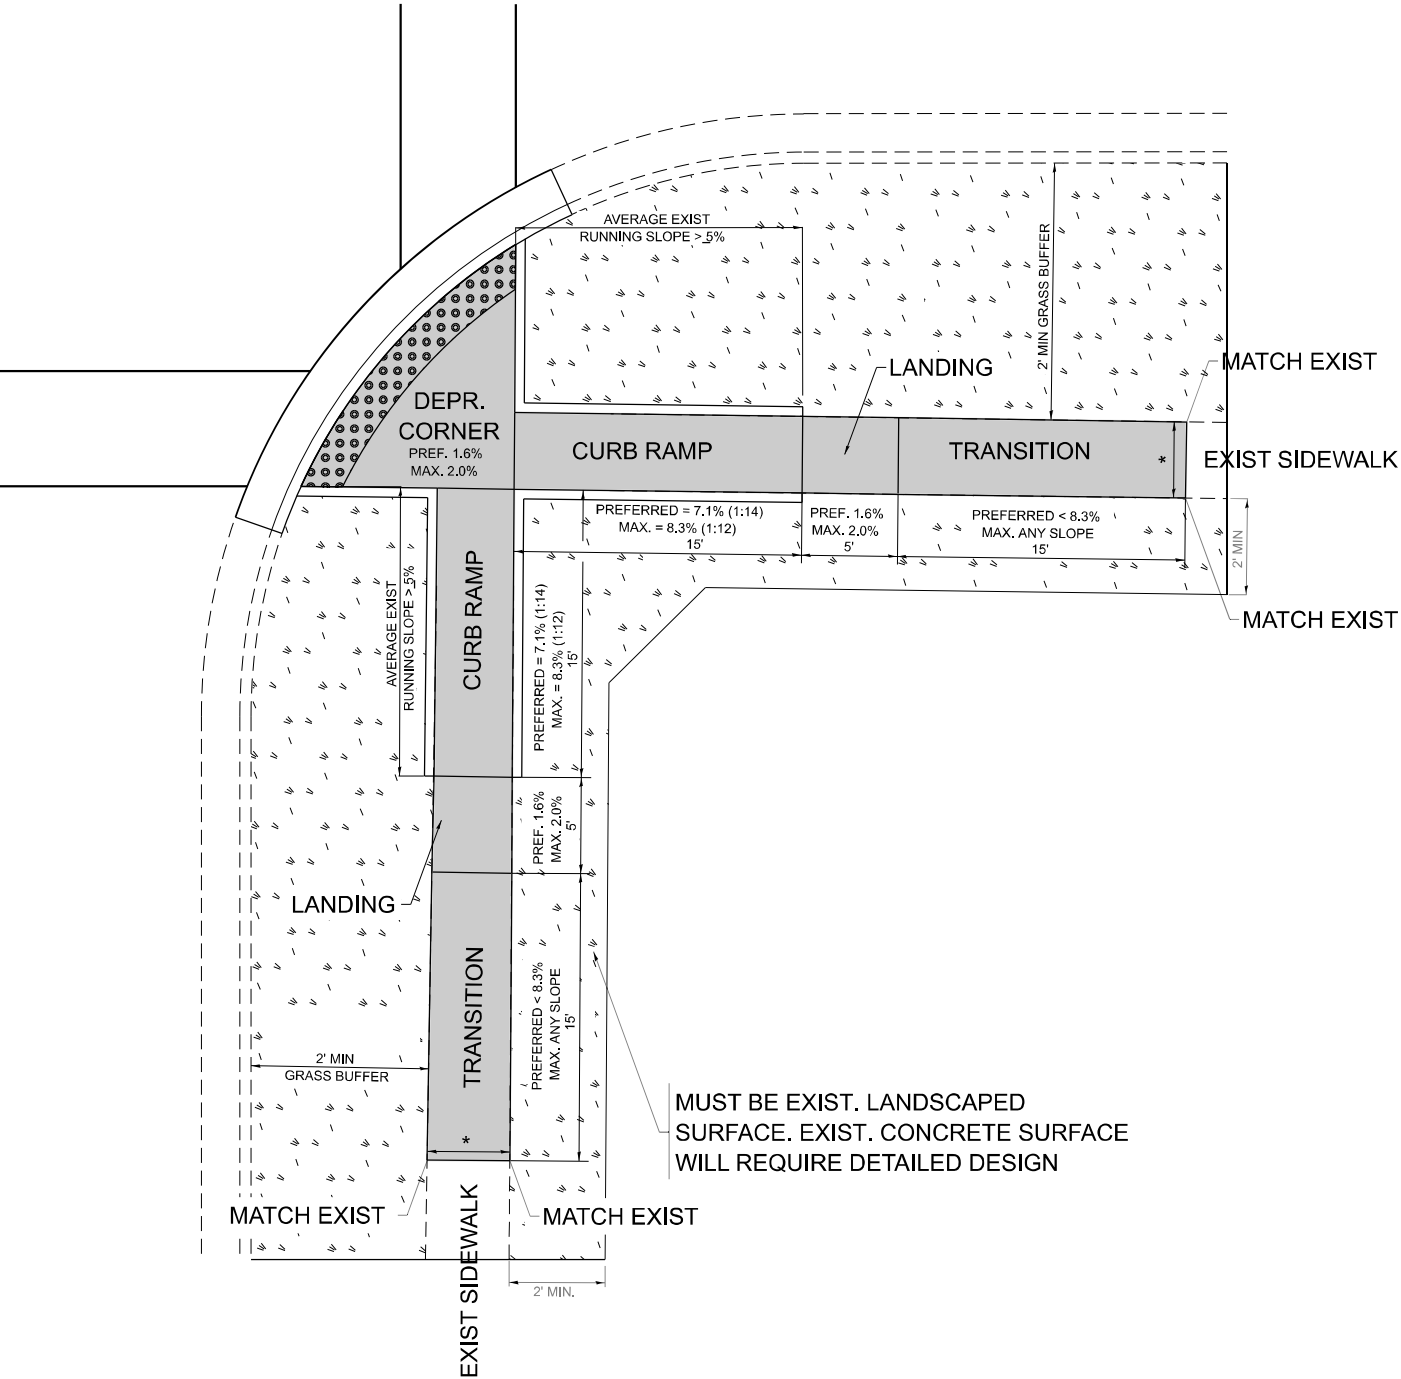 AVERAGE EXIST
RUNNING SLOPE > 5%
2' MIN GRASS BUFFER
LANDING
MATCH EXIST
DEPR.
CORNER
PREF. 1.6%
MAX. 2.0%
CURB RAMP
TRANSITION
*
EXIST SIDEWALK
PREFERRED = 7.1% (1:14)
MAX. = 8.3% (1:12)
15'
PREF. 1.6%
MAX. 2.0%
5'
PREFERRED < 8.3%
MAX. ANY SLOPE
15'
2' MIN
MATCH EXIST
AVERAGE EXIST
RUNNING SLOPE > 5%
CURB RAMP
PREFERRED = 7.1% (1:14)
MAX. = 8.3% (1:12)
15'
PREF. 1.6%
MAX. 2.0%
5'
LANDING
TRANSITION
PREFERRED < 8.3%
MAX. ANY SLOPE
15'
2' MIN
GRASS BUFFER
MUST BE EXIST. LANDSCAPED
SURFACE. EXIST. CONCRETE SURFACE
WILL REQUIRE DETAILED DESIGN
*
MATCH EXIST
MATCH EXIST
EXIST SIDEWALK
2' MIN.